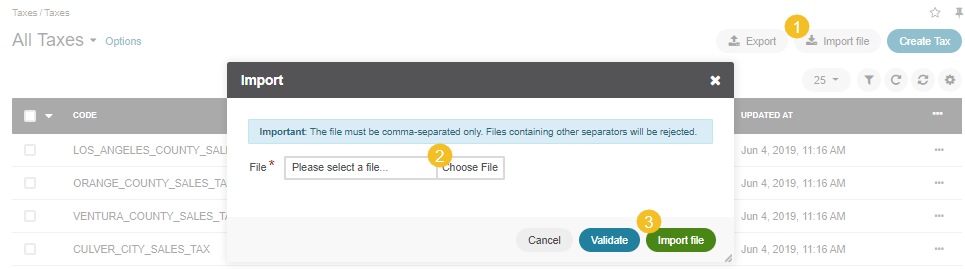 Taxes / Taxes
All Taxes Options
1
Export Import file Create Tax
25
Import
CODE UPDATED AT
Important: The file must be comma-separated only. Files containing other separators will be rejected.
LOS_ANGELES_COUNTY_SAL Jun 4, 2019, 11:16 AM
2
File * Please select a file... Choose File
ORANGE_COUNTY_SALES_TA Jun 4, 2019, 11:16 AM
VENTURA_COUNTY_SALES_TA Jun 4, 2019, 11:16 AM
3
Cancel Validate Import file
CULVER_CITY_SALES_TAX Jun 4, 2019, 11:16 AM